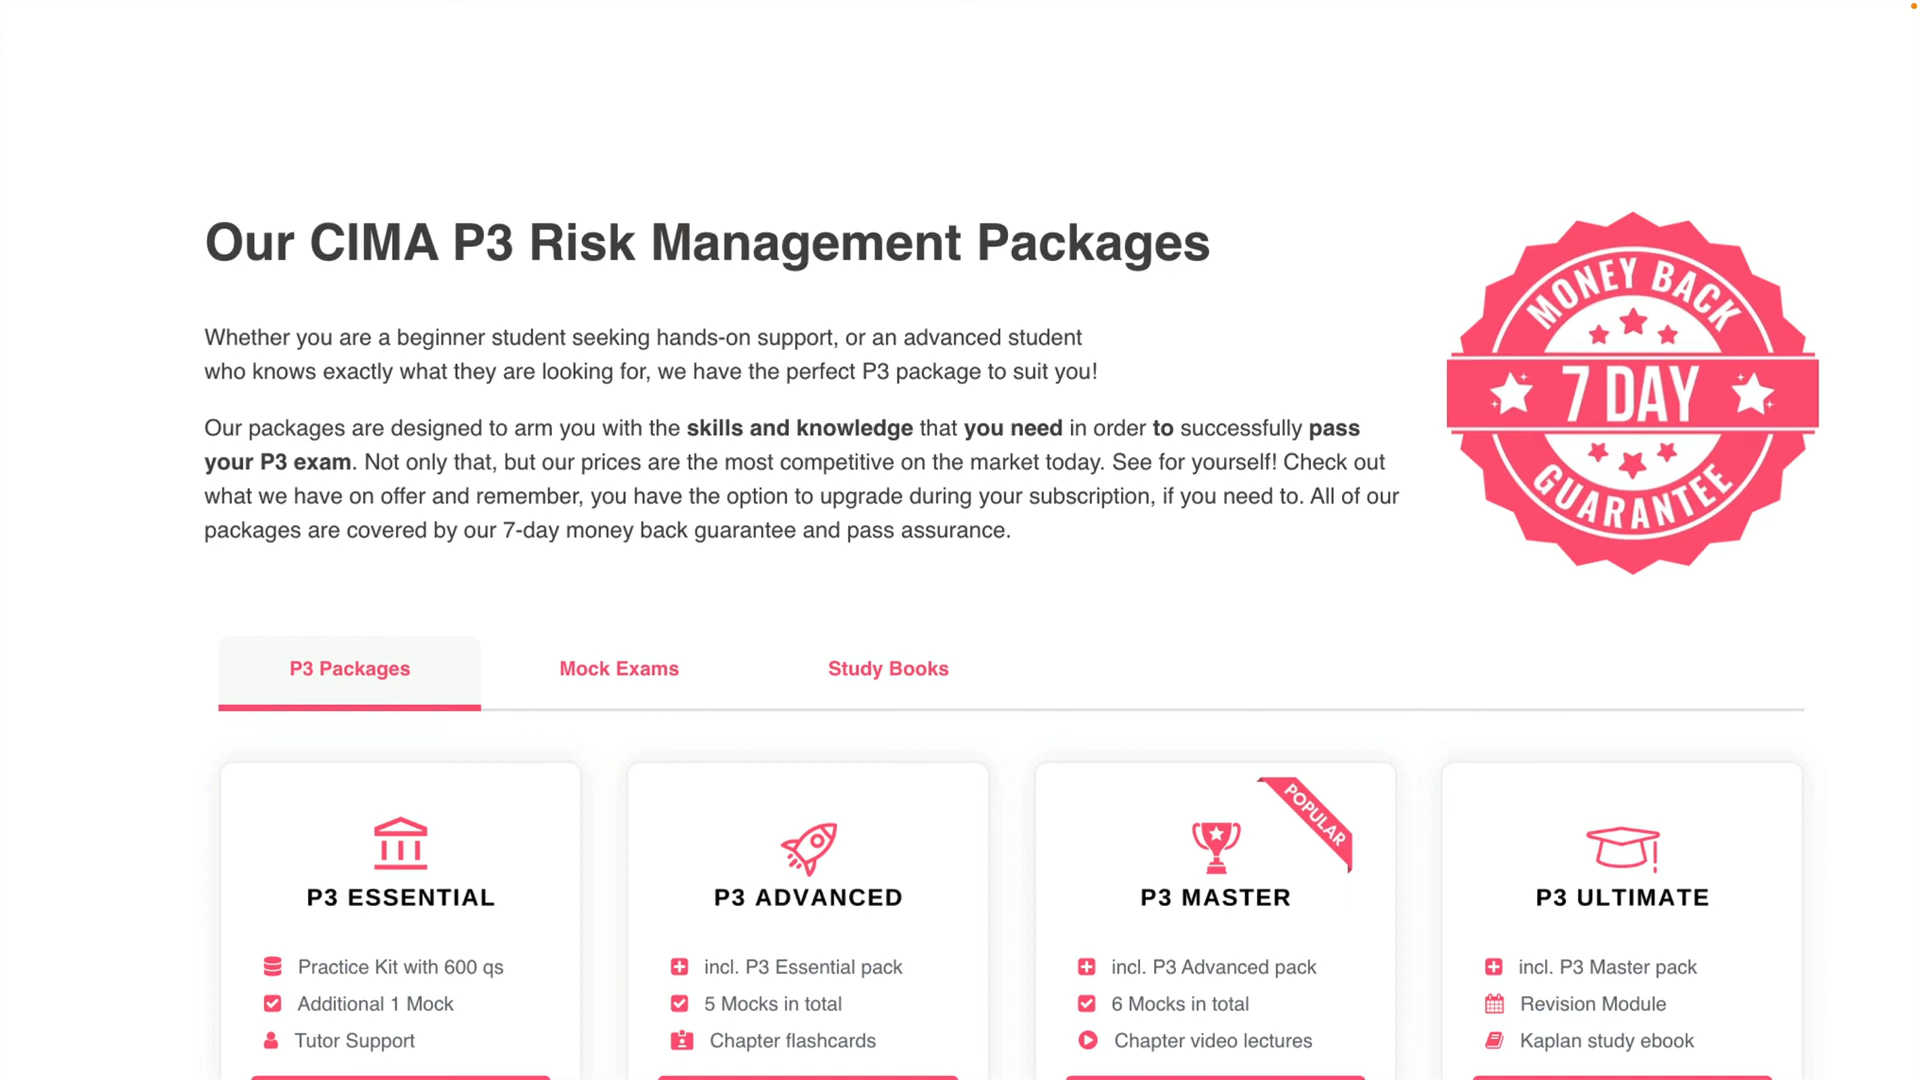 Our CIMA P3 Risk Management Packages
Whether you are a beginner student seeking hands-on support, or an advanced student
who knows exactly what they are looking for, we have the perfect P3 package to suit you!
Our packages are designed to arm you with the skills and knowledge that you need in order to successfully pass
your P3 exam. Not only that, but our prices are the most competitive on the market today. See for yourself! Check out
what we have on offer and remember, you have the option to upgrade during your subscription, if you need to. All of our
packages are covered by our 7-day money back guarantee and pass assurance.
MONEY BACK
7 DAY
GUARANTEE
P3 Packages
Mock Exams
Study Books
P3 ESSENTIAL
Practice Kit with 600 qs
Additional 1 Mock
Tutor Support
P3 ADVANCED
incl. P3 Essential pack
5 Mocks in total
Chapter flashcards
POPULAR
P3 MASTER
incl. P3 Advanced pack
6 Mocks in total
Chapter video lectures
P3 ULTIMATE
incl. P3 Master pack
Revision Module
Kaplan study ebook